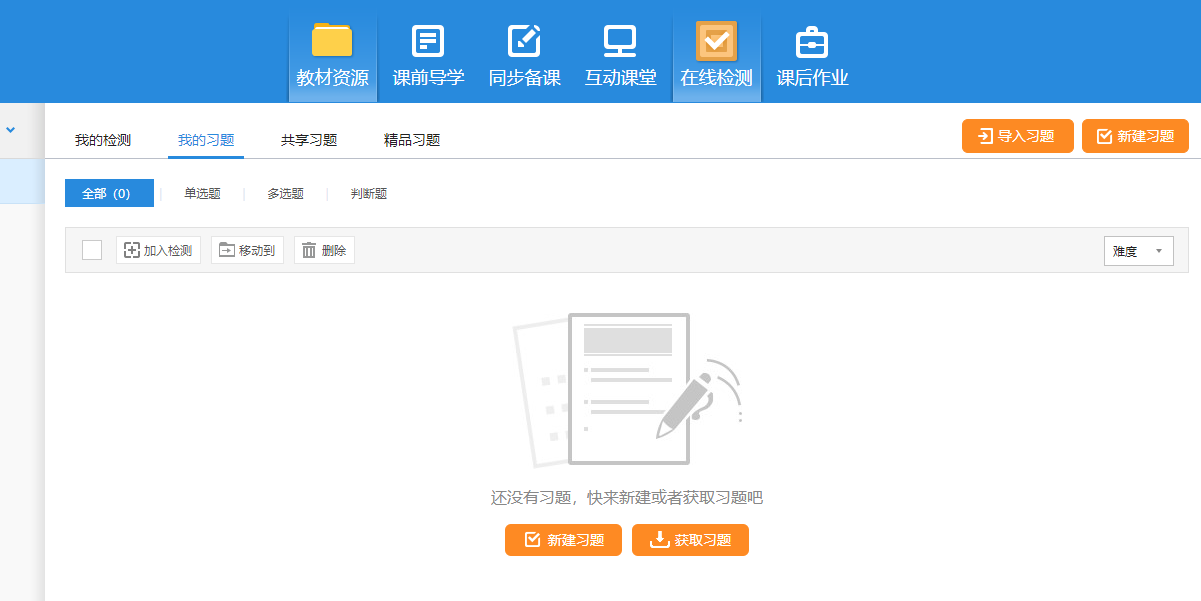 教材资源 课前导学 同步备课 互动课堂 在线检测 课后作业
我的检测 我的习题 共享习题 精品习题 导入习题 新建习题
全部 (0) 单选题 多选题 判断题
加入检测 移动到 删除 难度
还没有习题，快来新建或者获取习题吧
新建习题 获取习题